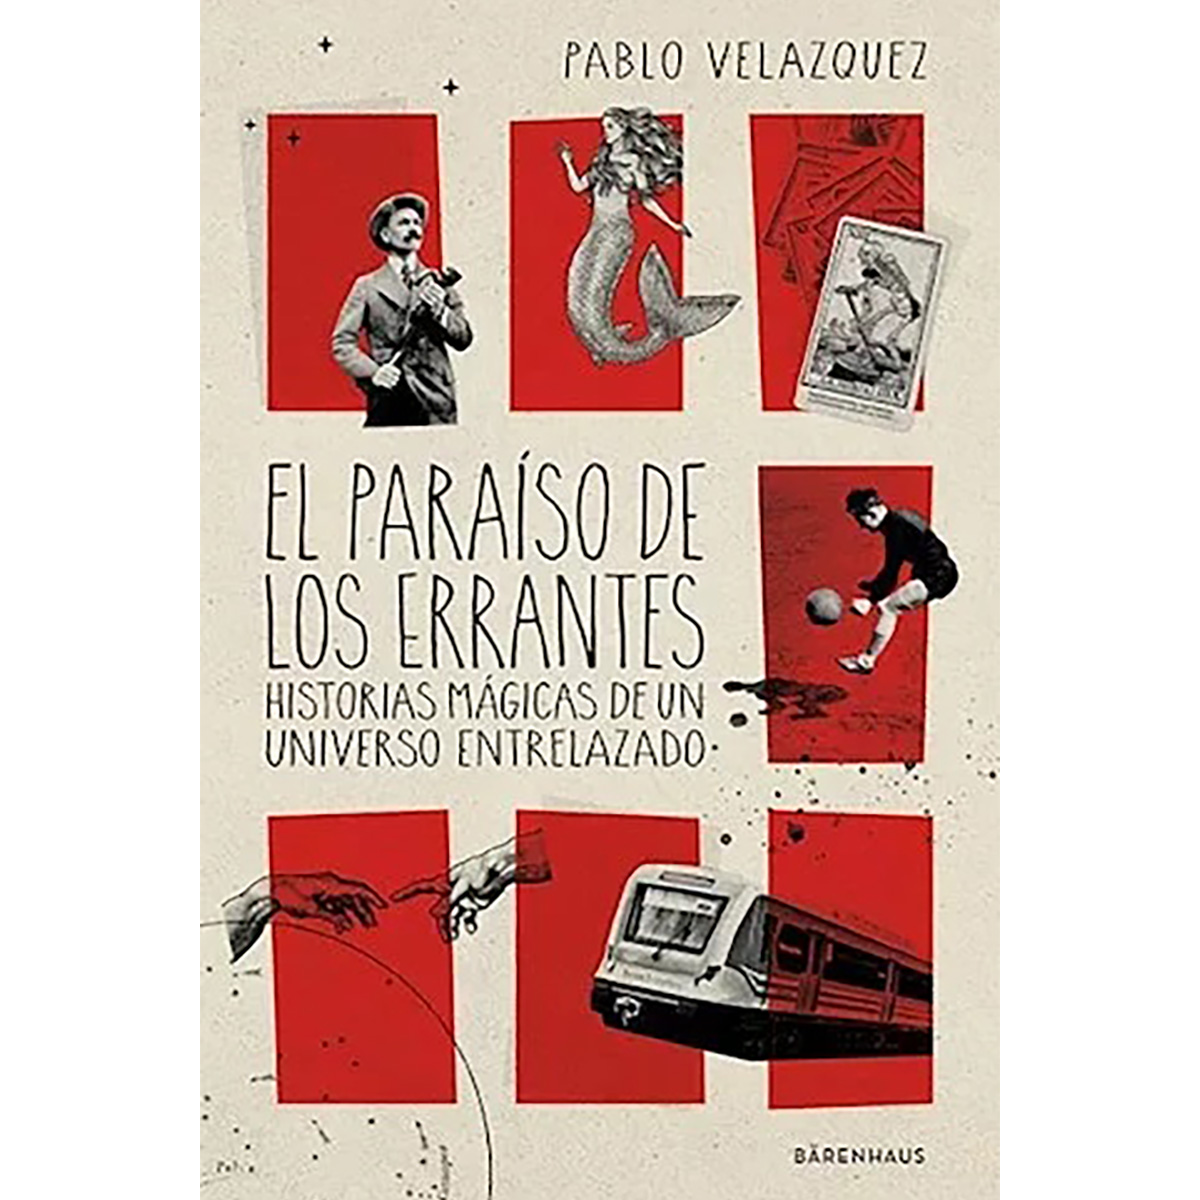 PABLO VELAZQUEZ
EL PARAÍSO DE
LOS ERRANTES
HISTORIAS MÁGICAS DE UN
UNIVERSO ENTRELAZADO
BÄRENHAUS